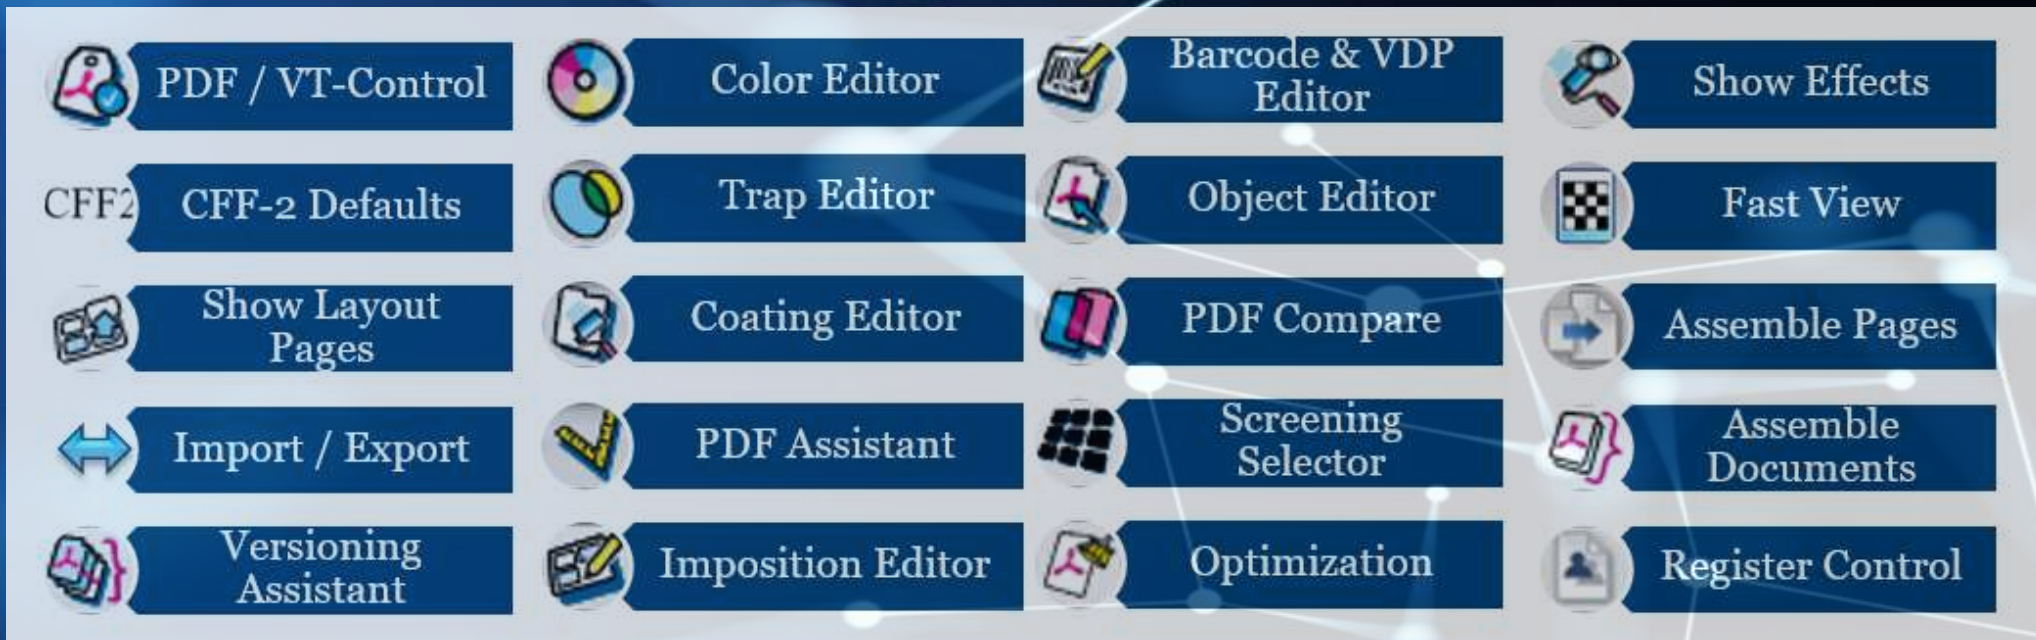 PDF / VT-Control
Color Editor
Barcode & VDP
Editor
Show Effects
CFF2
CFF-2 Defaults
Trap Editor
Object Editor
Fast View
Show Layout
Pages
Coating Editor
PDF Compare
Assemble Pages
Import / Export
PDF Assistant
Screening
Selector
Assemble
Documents
Versioning
Assistant
Imposition Editor
Optimization
Register Control